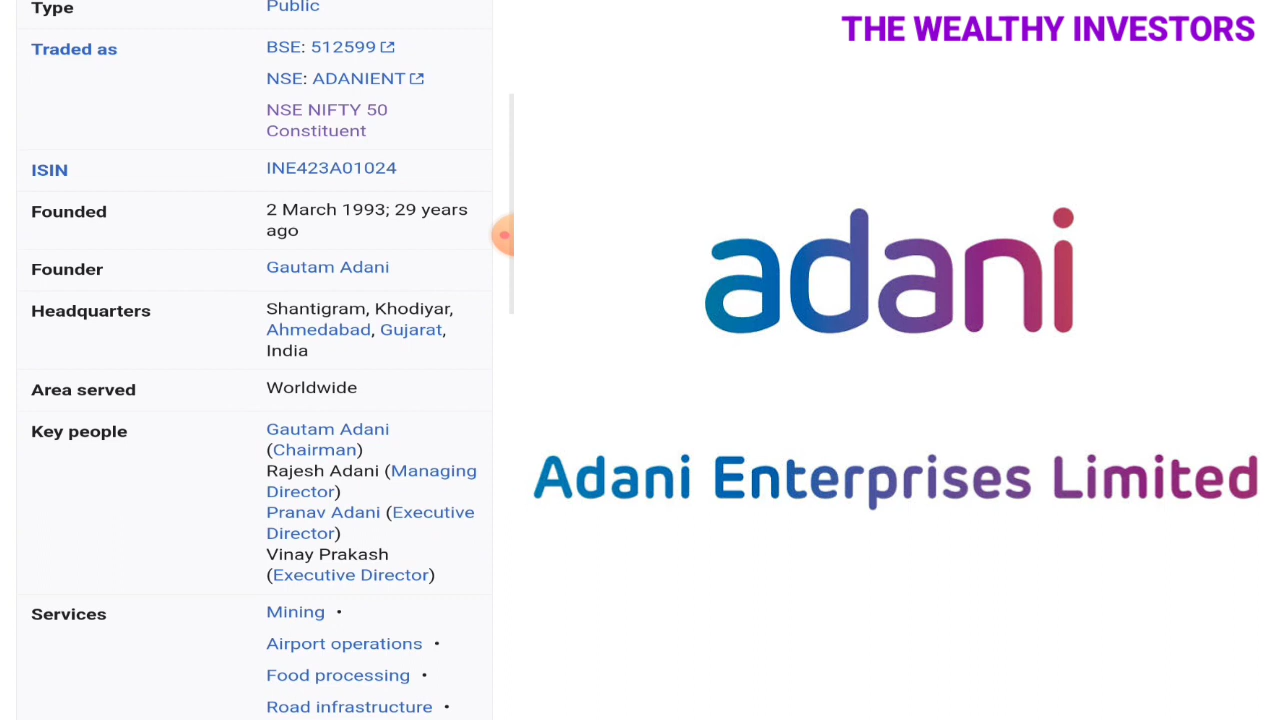 Type
Public
Traded as
BSE: 512599
NSE: ADANIENT
NSE NIFTY 50
Constituent
ISIN
INE423A01024
Founded
2 March 1993; 29 years
ago
Founder
Gautam Adani
Headquarters
Shantigram, Khodiyar,
Ahmedabad, Gujarat,
India
Area served
Worldwide
Key people
Gautam Adani
(Chairman)
Rajesh Adani (Managing
Director)
Pranav Adani (Executive
Director)
Vinay Prakash
(Executive Director)
Services
Mining •
Airport operations •
Food processing •
Road infrastructure •
THE WEALTHY INVESTORS
adani
Adani Enterprises Limited